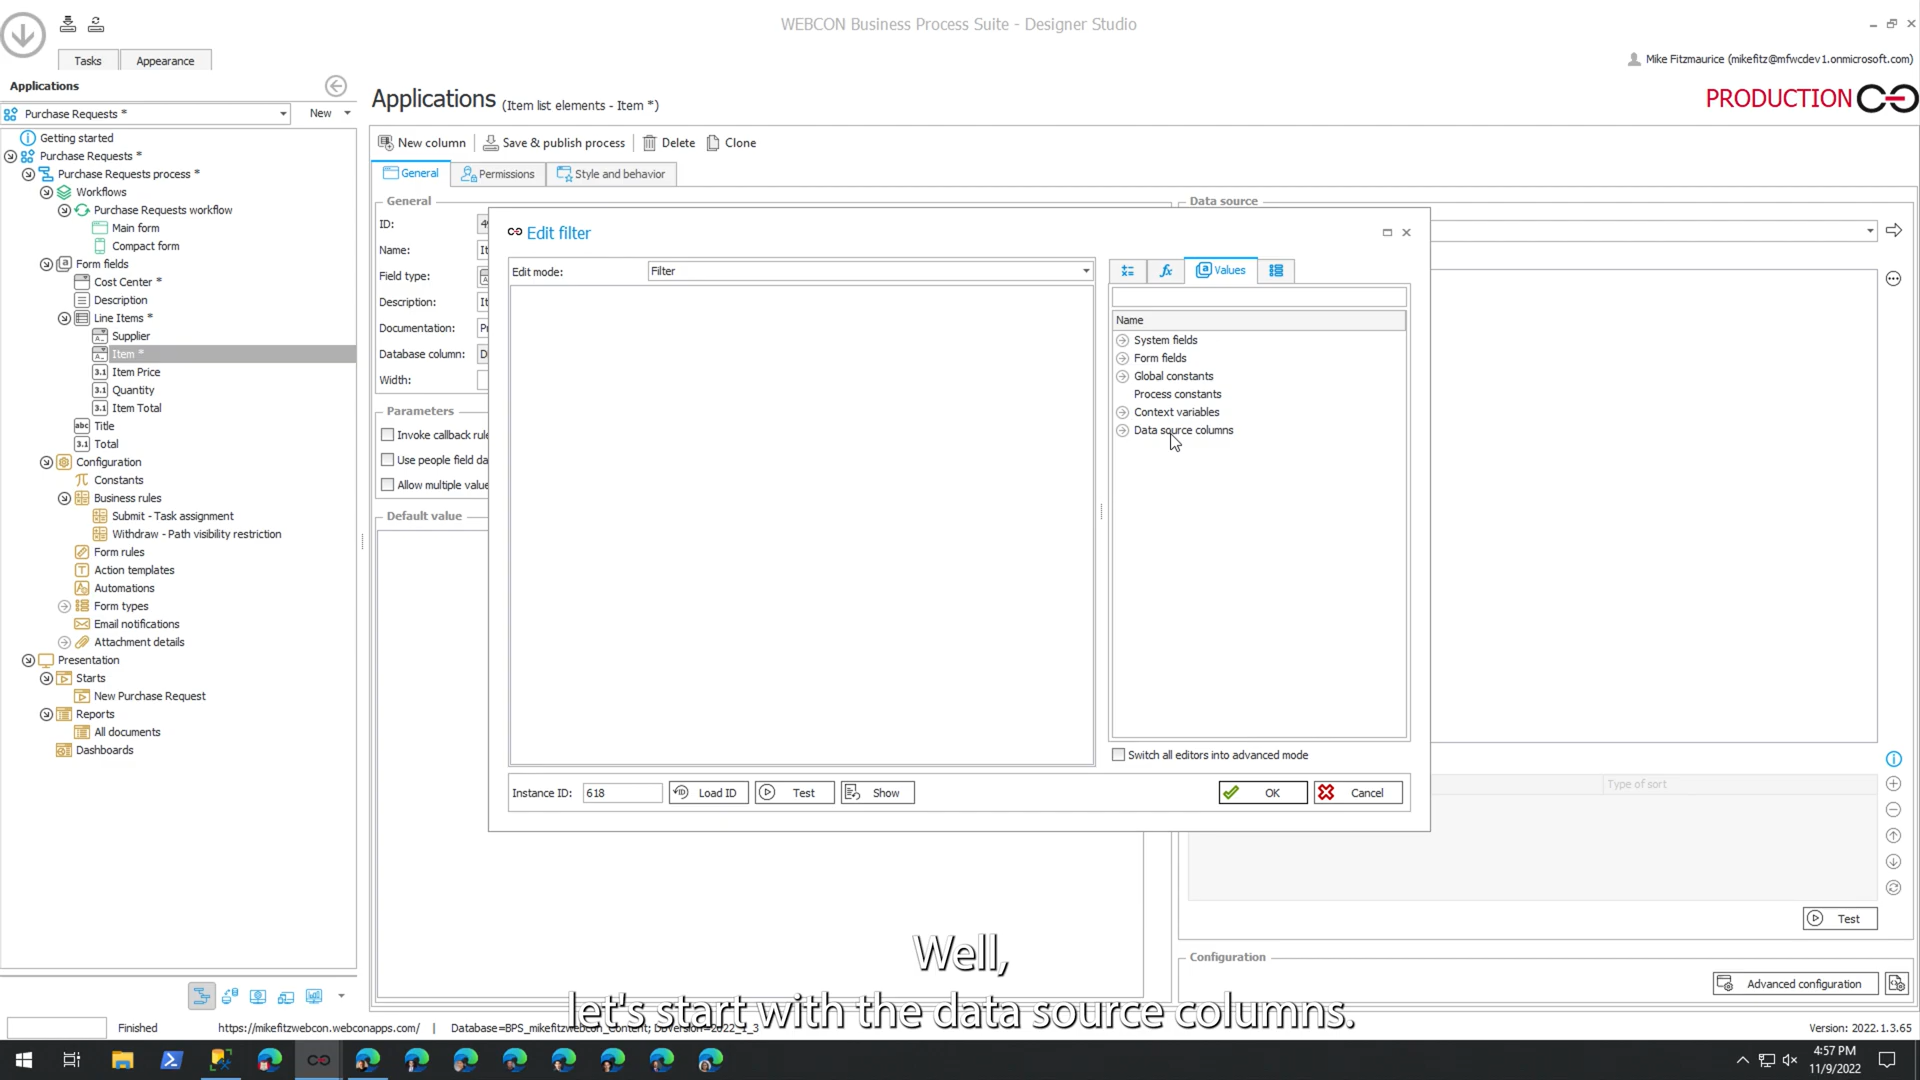 WEBCON Business Process Suite - Designer Studio
Tasks
Appearance
Mike Fitzmaurice (mikefitz@mfwcdev1.onmicrosoft.com)
Applications
Applications (Item list elements - Item *)
PRODUCTION
Purchase Requests *
New
Getting started
Purchase Requests *
Purchase Requests process *
Workflows
Purchase Requests workflow
Main form
Compact form
Form fields
Cost Center *
Description
Line Items *
Supplier
Item *
Item Price
Quantity
Item Total
Title
Total
Configuration
Constants
Business rules
Submit - Task assignment
Withdraw - Path visibility restriction
Form rules
Action templates
Automations
Form types
Email notifications
Attachment details
Presentation
Starts
New Purchase Request
Reports
All documents
Dashboards
New column
Save & publish process
Delete
Clone
General
Permissions
Style and behavior
General
ID:
Name:
Field type:
Description:
Documentation:
Database column:
Width:
Parameters
Invoke callback rule
Use people field da
Allow multiple value
Default value
Data source
Edit filter
Edit mode:
Filter
fx
Values
Name
System fields
Form fields
Global constants
Process constants
Context variables
Data source columns
Switch all editors into advanced mode
Instance ID:
618
Load ID
Test
Show
OK
Cancel
Type of sort
Test
Configuration
Advanced configuration
Well,
let's start with the data source columns.
Finished
https://mikefitzwebcon.webconapps.com/ | Database=BPS_mikefitzwebcon_Content; DBVersion=2022_1_3
Version: 2022.1.3.65
4:57 PM
11/9/2022